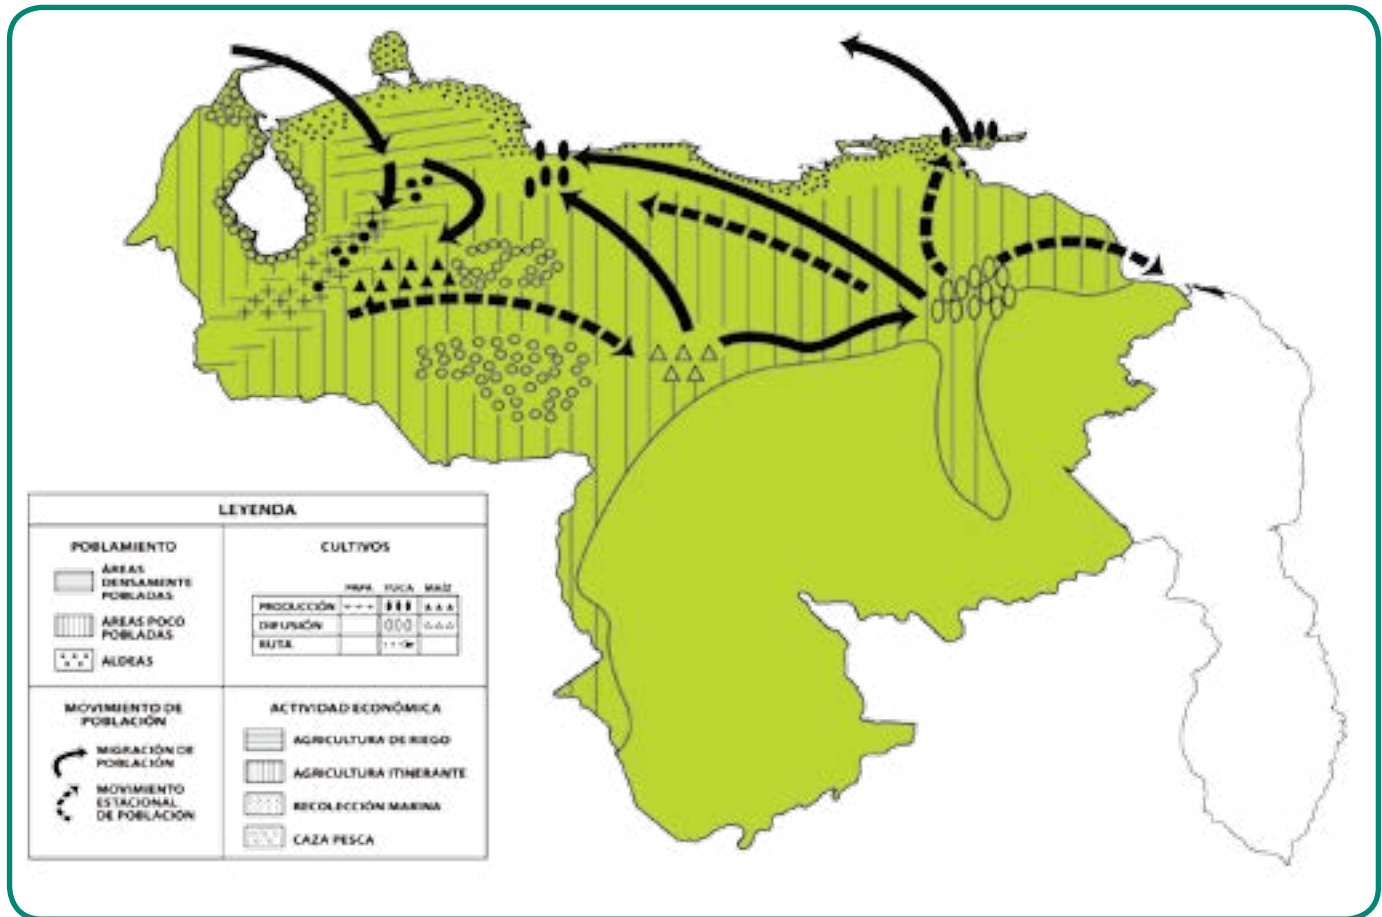 LEYENDA
POBLAMIENTO
ÁREAS
DENSAMENTE
POBLADAS
ÁREAS POCO
POBLADAS
ALDEAS
CULTIVOS
PAPA YUCA MAÍZ
PRODUCCIÓN
DIFUSIÓN
RUTA
MOVIMIENTO DE
POBLACIÓN
MIGRACIÓN DE
POBLACIÓN
MOVIMIENTO
ESTACIONAL
DE POBLACIÓN
ACTIVIDAD ECONÓMICA
AGRICULTURA DE RIEGO
AGRICULTURA ITINERANTE
RECOLECCIÓN MARINA
CAZA PESCA